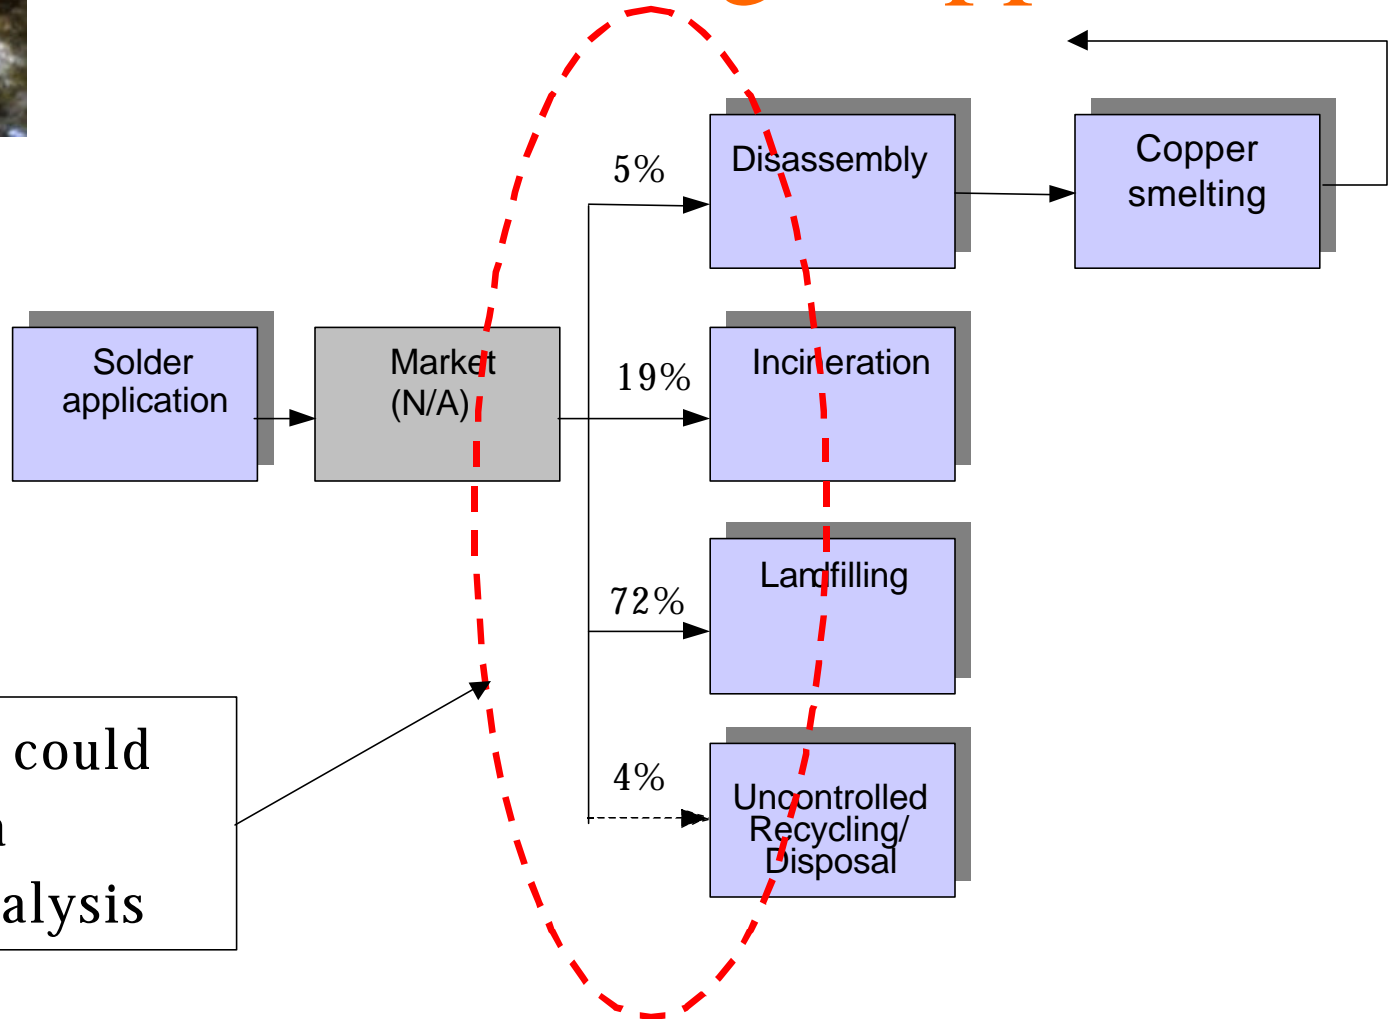 5%
Disassembly
Copper
smelting
Solder
application
Market
(N/A)
19%
Incineration
72%
Landfilling
4%
Uncontrolled
Recycling/
Disposal
could
alysis